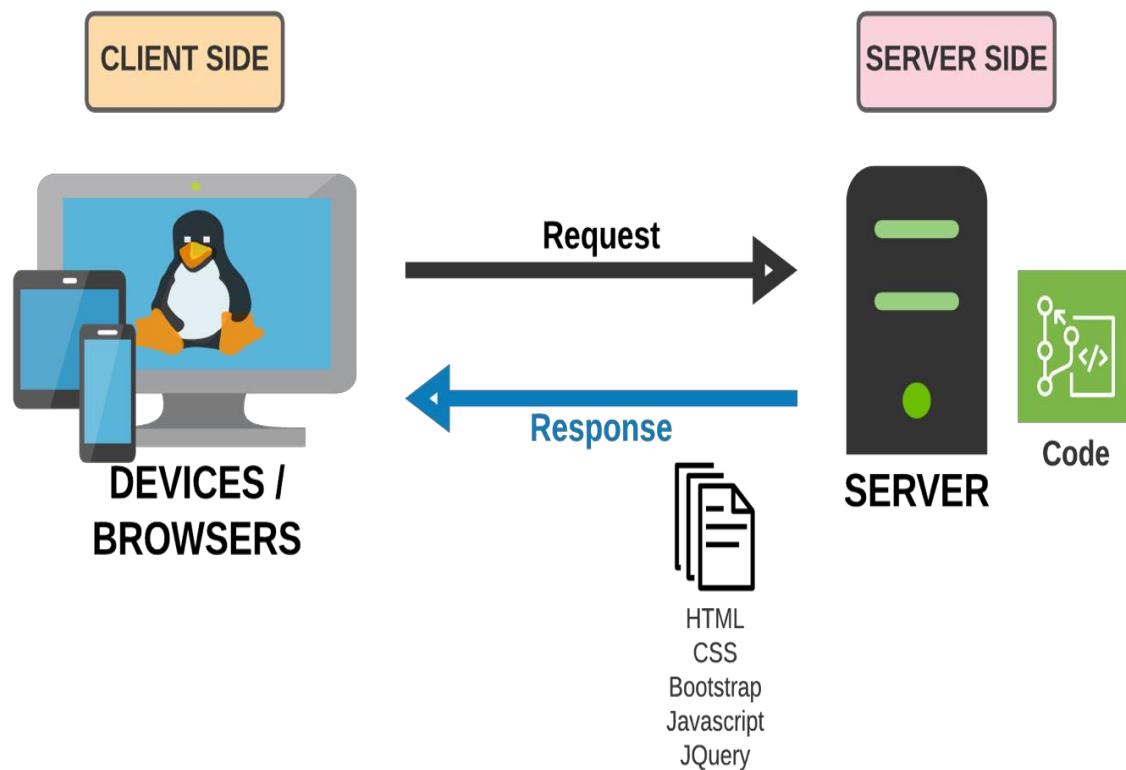 CLIENT SIDE
SERVER SIDE
Request
Response
DEVICES /
BROWSERS
SERVER
</>
Code
HTML
CSS
Bootstrap
Javascript
JQuery